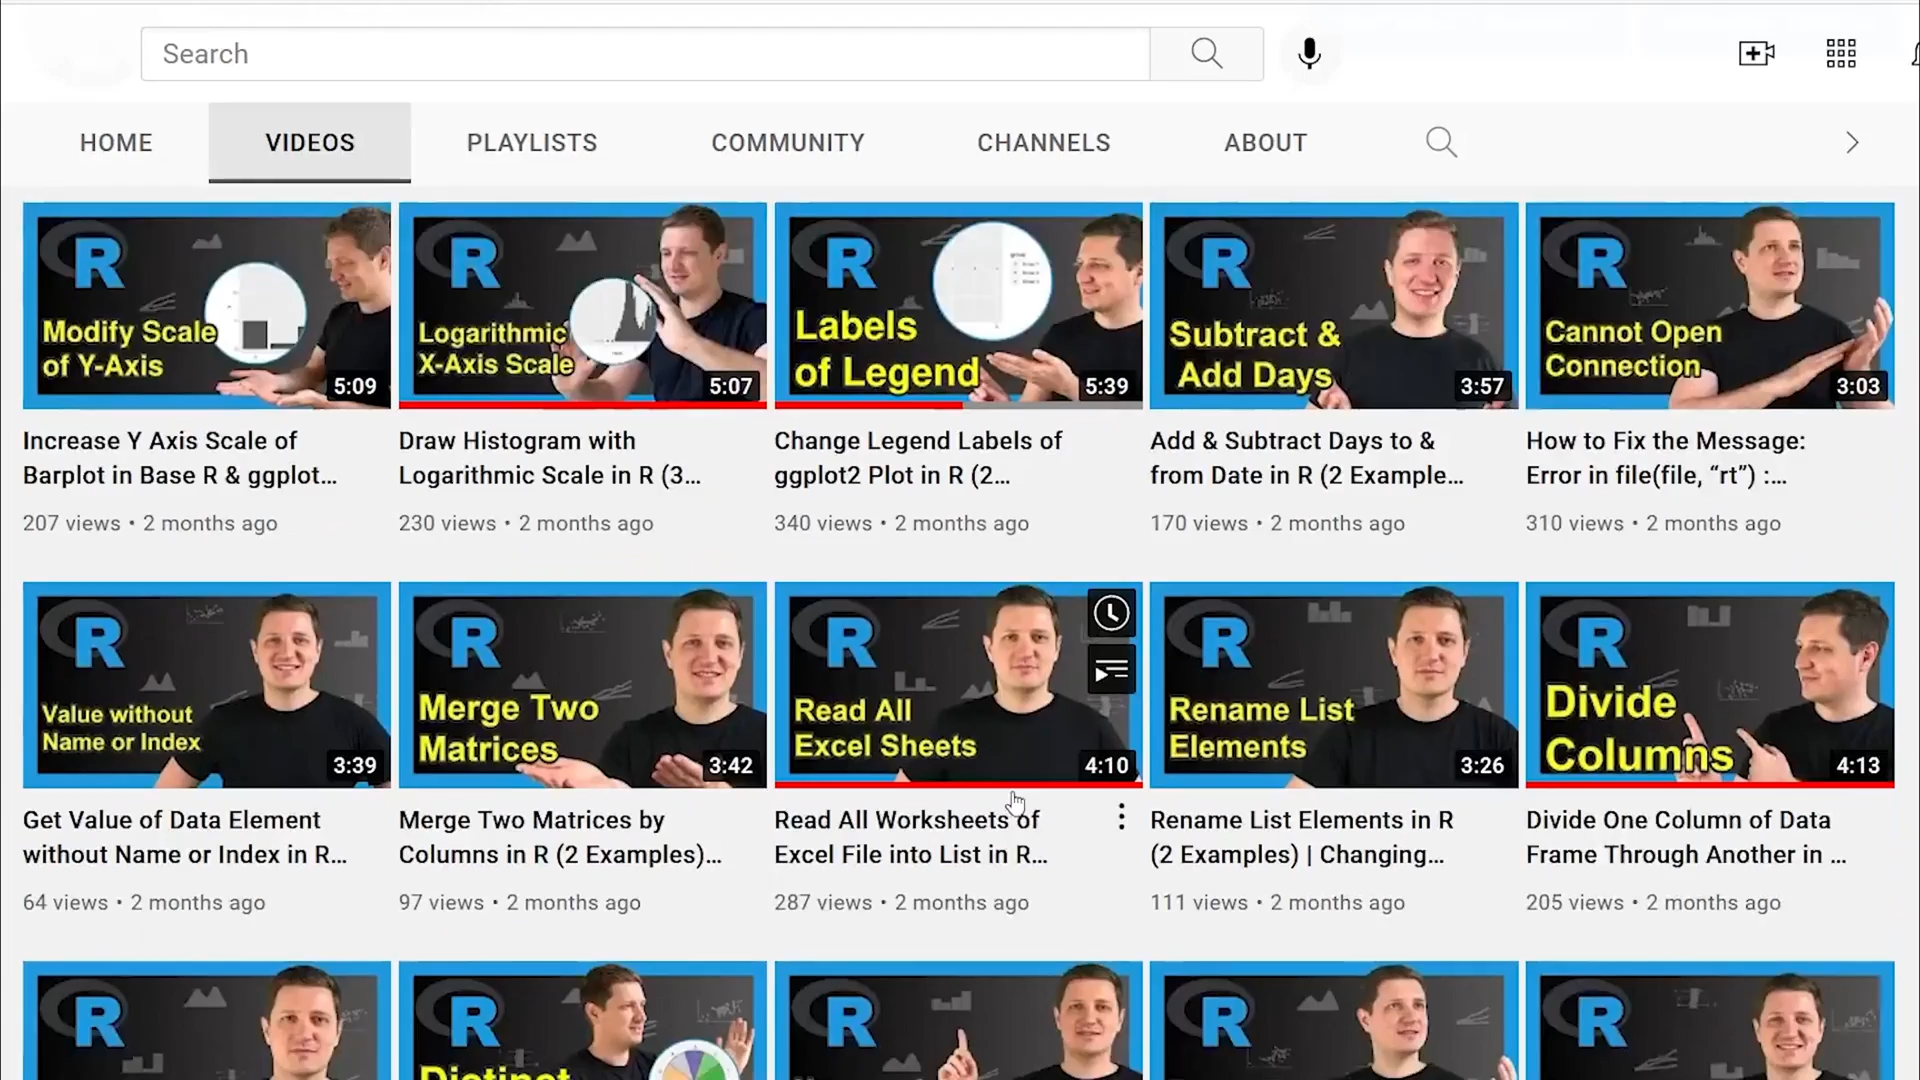 Search
HOME
VIDEOS
PLAYLISTS
COMMUNITY
CHANNELS
ABOUT
R
Modify Scale
of Y-Axis
5:09
R
Logarithmic
X-Axis Scale
5:07
R
Labels
of Legend
5:39
R
Subtract &
Add Days
3:57
R
Cannot Open
Connection
3:03
Increase Y Axis Scale of
Barplot in Base R & ggplot...
207 views • 2 months ago
Draw Histogram with
Logarithmic Scale in R (3...
230 views • 2 months ago
Change Legend Labels of
ggplot2 Plot in R (2...
340 views • 2 months ago
Add & Subtract Days to &
from Date in R (2 Example...
170 views • 2 months ago
How to Fix the Message:
Error in file(file, “rt”) :...
310 views • 2 months ago
R
Value without
Name or Index
3:39
R
Merge Two
Matrices
3:42
R
Read All
Excel Sheets
4:10
R
Rename List
Elements
3:26
R
Divide
Columns
4:13
Get Value of Data Element
without Name or Index in R...
64 views • 2 months ago
Merge Two Matrices by
Columns in R (2 Examples)...
97 views • 2 months ago
Read All Worksheets of
Excel File into List in R...
287 views • 2 months ago
Rename List Elements in R
(2 Examples) | Changing...
111 views • 2 months ago
Divide One Column of Data
Frame Through Another in ...
205 views • 2 months ago
R
R
Distinct
R
R
R